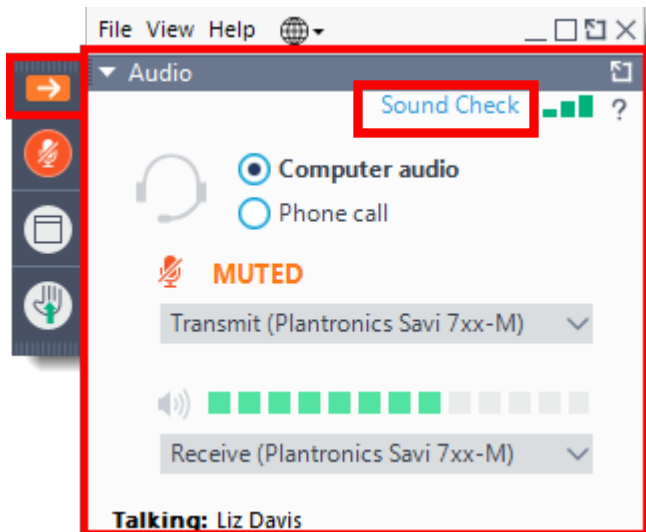 File View Help
Audio
Sound Check ?
Computer audio
Phone call
MUTED
Transmit (Plantronics Savi 7xx-M)
Receive (Plantronics Savi 7xx-M)
Talking: Liz Davis